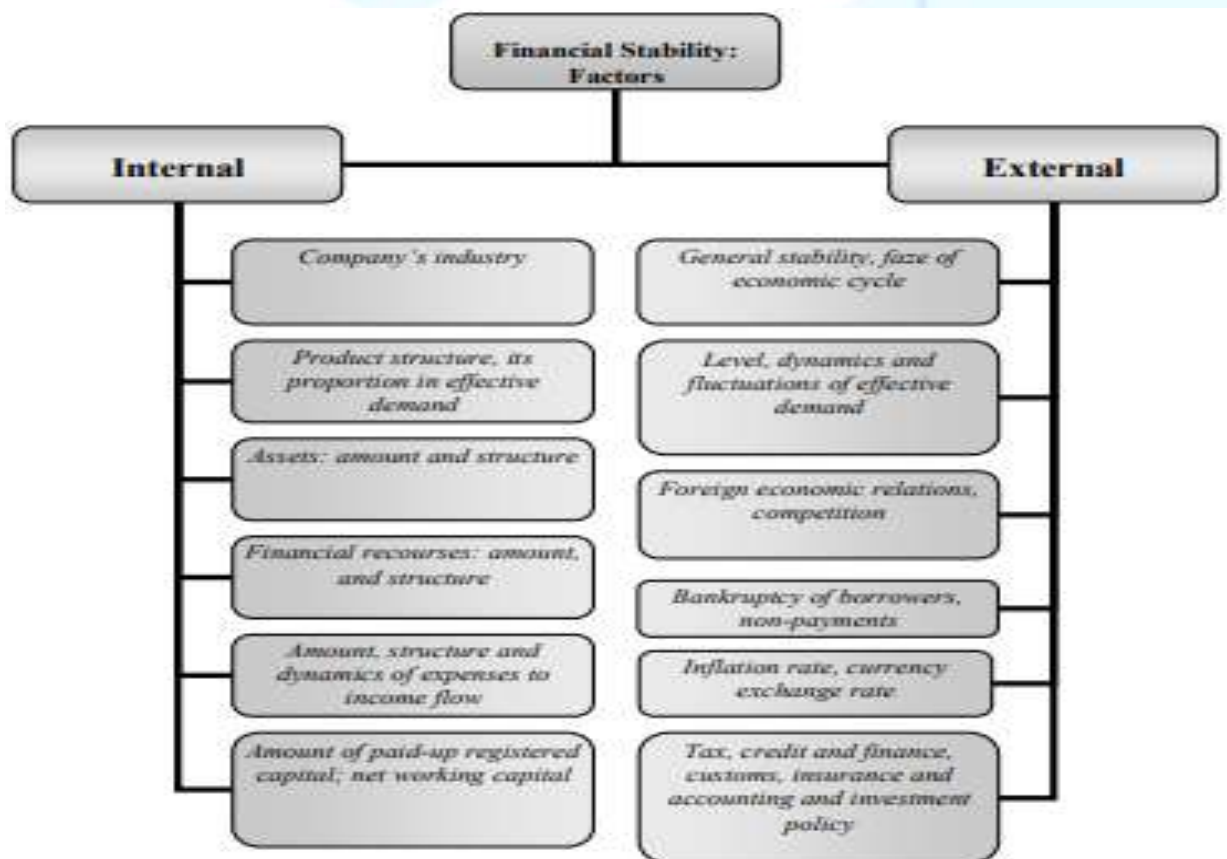 Financial Stability:
Factors
Internal
External
Company's industry
Product structure, its
proportion in effective
demand
Assets: amount and structure
Financial recourses: amount,
and structure
Amount, structure and
dynamics of expenses to
income flow
Amount of paid-up registered
capital; net working capital
General stability, faze of
economic cycle
Level, dynamics and
fluctuations of effective
demand
Foreign economic relations,
competition
Bankruptcy of borrowers,
non-payments
Inflation rate, currency
exchange rate
Tax, credit and finance,
customs, insurance and
accounting and investment
policy